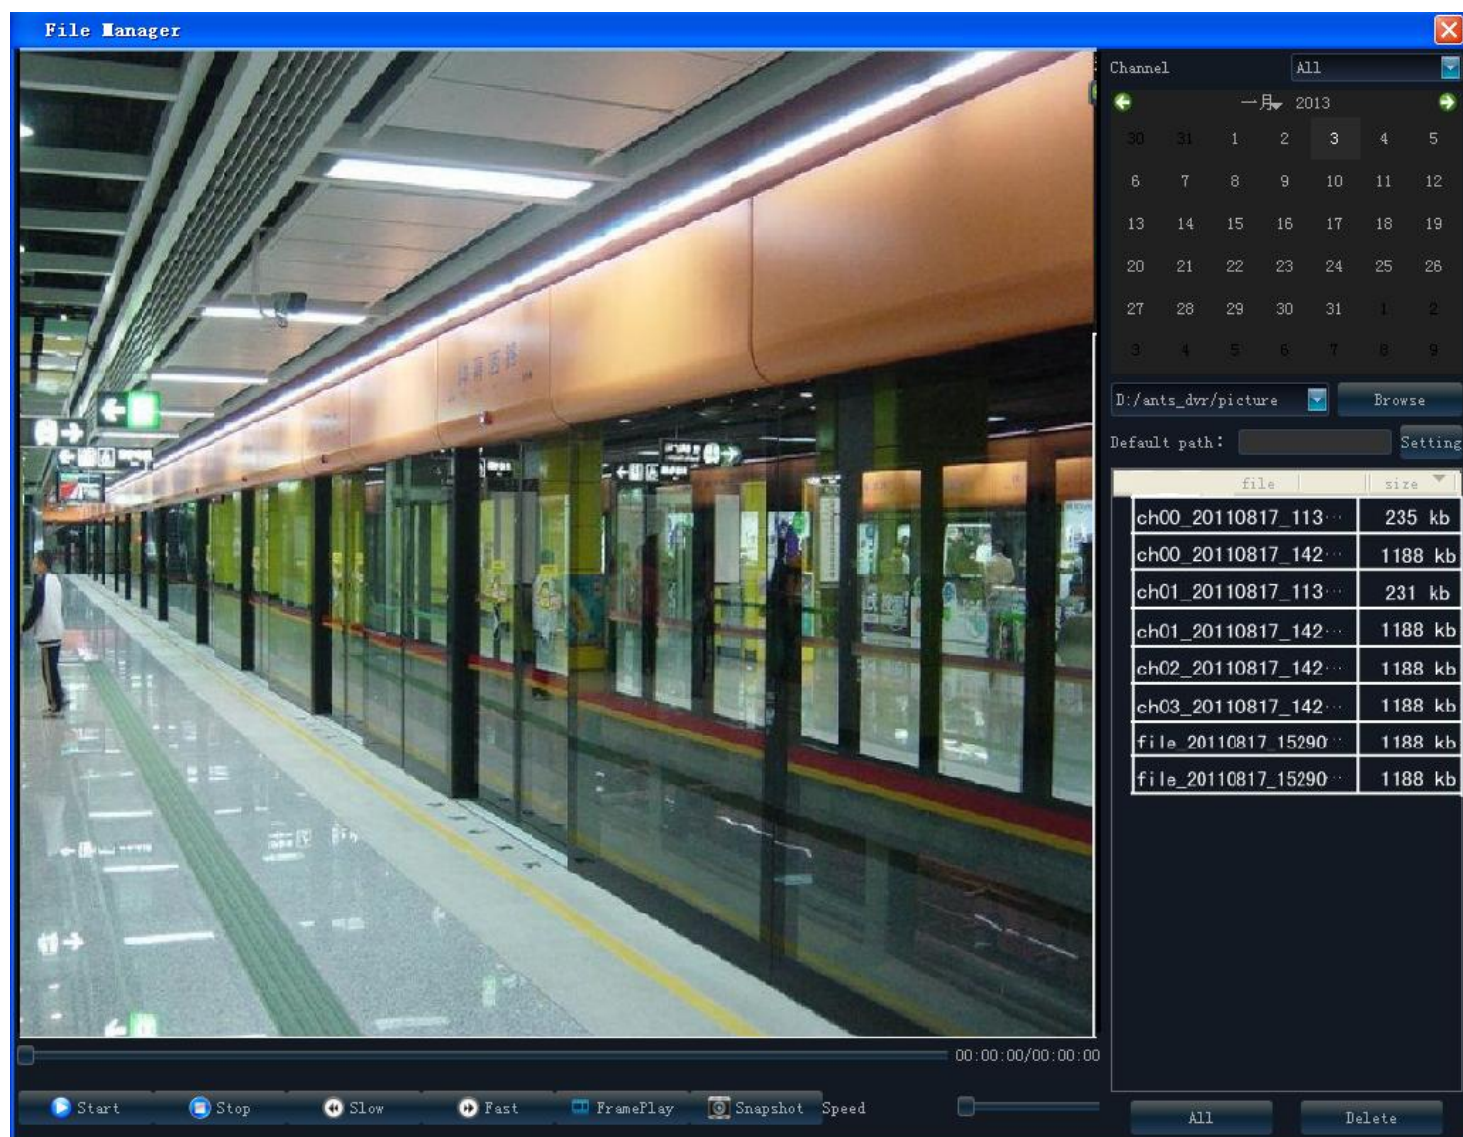 File Manager
Channel All
一月 2013
30 31 1 2 3 4 5
6 7 8 9 10 11 12
13 14 15 16 17 18 19
20 21 22 23 24 25 26
27 28 29 30 31 1 2
3 4 5 6 7 8 9
D:/ants_dvr/picture Browse
Default path: Setting
file size
ch00_20110817_113··· 235 kb
ch00_20110817_142··· 1188 kb
ch01_20110817_113··· 231 kb
ch01_20110817_142··· 1188 kb
ch02_20110817_142··· 1188 kb
ch03_20110817_142··· 1188 kb
file_20110817_15290··· 1188 kb
file_20110817_15290··· 1188 kb
00:00:00/00:00:00
Start Stop Slow Fast FramePlay Snapshot Speed
All Delete